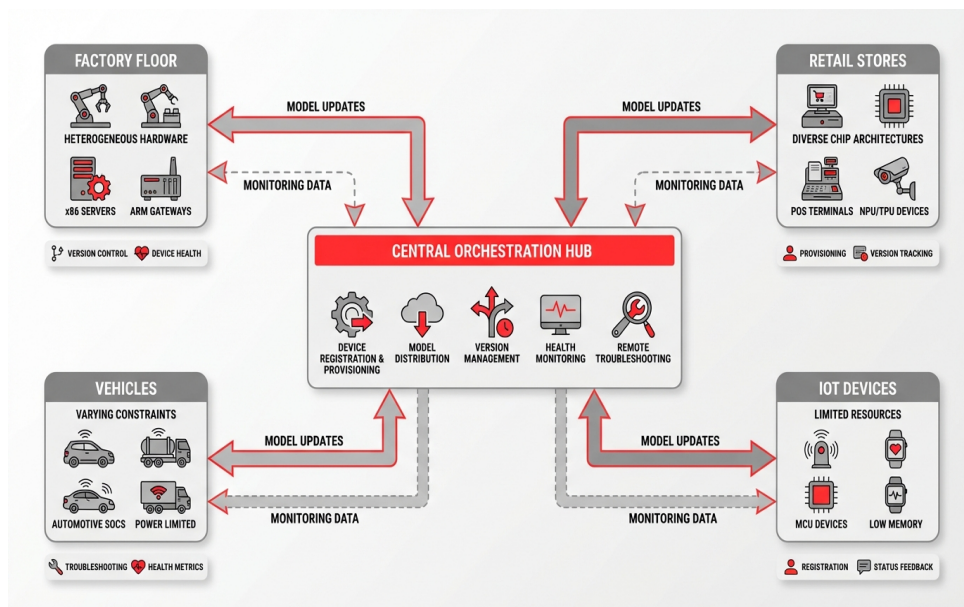 FACTORY FLOOR
HETEROGENEOUS HARDWARE
x86 SERVERS
ARM GATEWAYS
VERSION CONTROL
DEVICE HEALTH
MODEL UPDATES
MONITORING DATA
MODEL UPDATES
MONITORING DATA
RETAIL STORES
DIVERSE CHIP ARCHITECTURES
POS TERMINALS
NPU/TPU DEVICES
PROVISIONING
VERSION TRACKING
CENTRAL ORCHESTRATION HUB
DEVICE
REGISTRATION &
PROVISIONING
MODEL
DISTRIBUTION
VERSION
MANAGEMENT
HEALTH
MONITORING
REMOTE
TROUBLESHOOTING
VEHICLES
VARYING CONSTRAINTS
AUTOMOTIVE SOCS
POWER LIMITED
TROUBLESHOOTING
HEALTH METRICS
MODEL UPDATES
MONITORING DATA
MODEL UPDATES
MONITORING DATA
IOT DEVICES
LIMITED RESOURCES
MCU DEVICES
LOW MEMORY
REGISTRATION
STATUS FEEDBACK